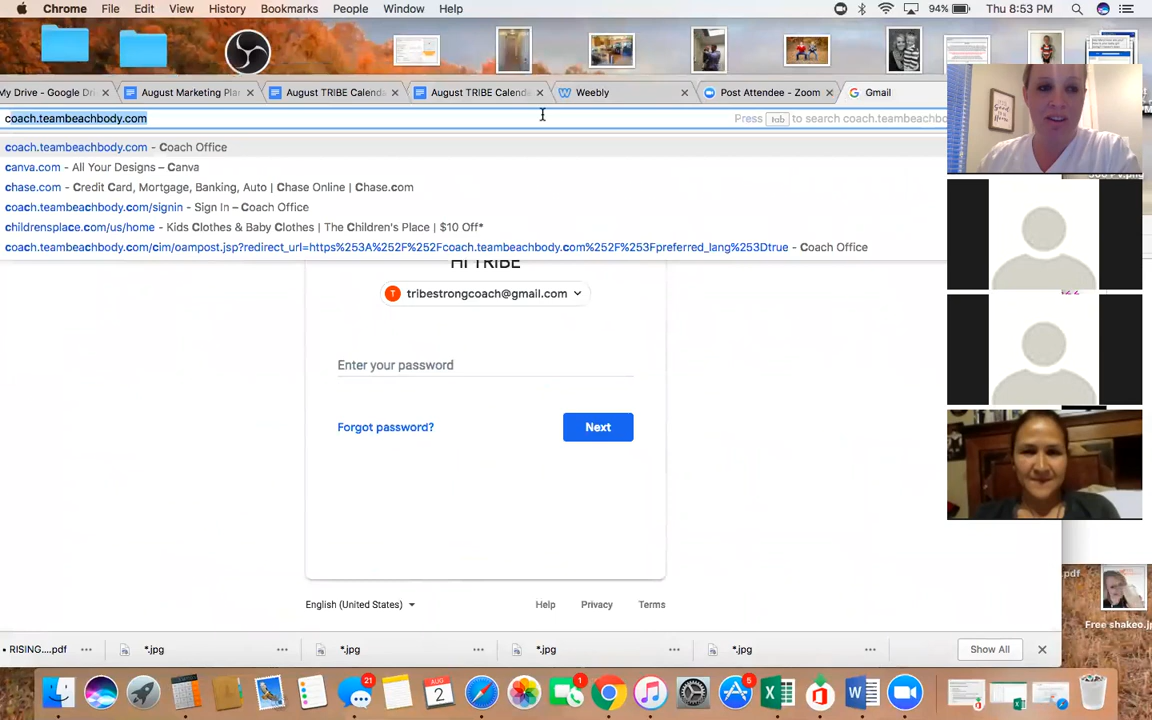 Chrome File Edit View History Bookmarks People Window Help 94% Thu 8:53 PM
My Drive - Google Dri August Marketing Plan August TRIBE Calenda August TRIBE Calenda Weebly Post Attendee - Zoom Gmail
coach.teambeachbody.com Press tab to search coach.teambeachbo
coach.teambeachbody.com - Coach Office
canva.com - All Your Designs – Canva
chase.com - Credit Card, Mortgage, Banking, Auto | Chase Online | Chase.com
coach.teambeachbody.com/signin - Sign In – Coach Office
childrensplace.com/us/home - Kids Clothes & Baby Clothes | The Children's Place | $10 Off*
coach.teambeachbody.com/cim/oampost.jsp?redirect_url=https%253A%252F%252Fcoach.teambeachbody.com%252F%253Fpreferred_lang%253Dtrue - Coach Office
Hi TRIBE
T tribestrongcoach@gmail.com
Enter your password
Forgot password? Next
English (United States) Help Privacy Terms
.pdf
Free shakeo.jp
RISING....pdf *.jpg *.jpg *.jpg *.jpg Show All
21 AUG 2 1 5